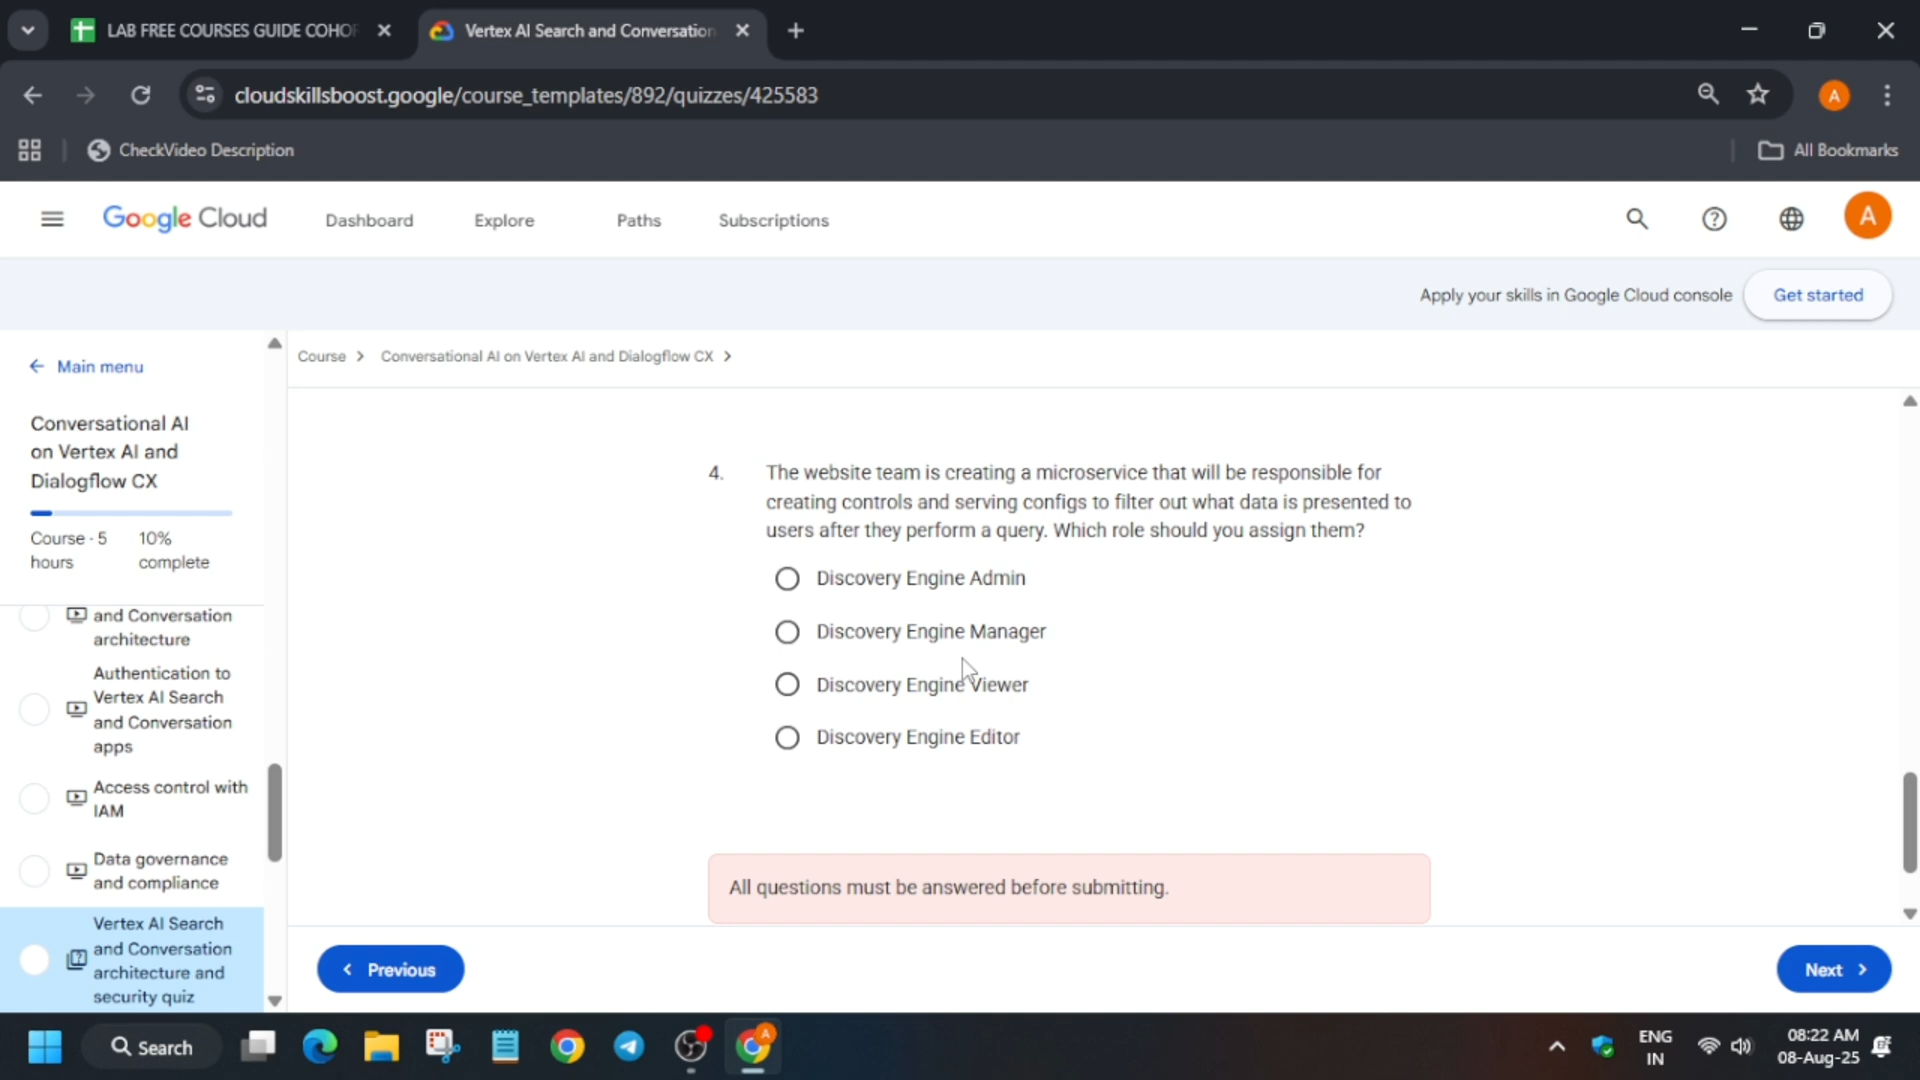 LAB FREE COURSES GUIDE COHO
Vertex AI Search and Conversation
cloudskillsboost.google/course_templates/892/quizzes/425583
A
CheckVideo Description
All Bookmarks
Google Cloud
Dashboard
Explore
Paths
Subscriptions
A
Apply your skills in Google Cloud console
Get started
Main menu
Course
Conversational AI on Vertex AI and Dialogflow CX
Conversational AI
on Vertex AI and
Dialogflow CX
Course · 5
hours
10%
complete
and Conversation
architecture
Authentication to
Vertex AI Search
and Conversation
apps
Access control with
IAM
Data governance
and compliance
Vertex AI Search
and Conversation
architecture and
security quiz
4. The website team is creating a microservice that will be responsible for
creating controls and serving configs to filter out what data is presented to
users after they perform a query. Which role should you assign them?
Discovery Engine Admin
Discovery Engine Manager
Discovery Engine Viewer
Discovery Engine Editor
All questions must be answered before submitting.
Previous
Next
Search
A
ENG
IN
08:22 AM
08-Aug-25